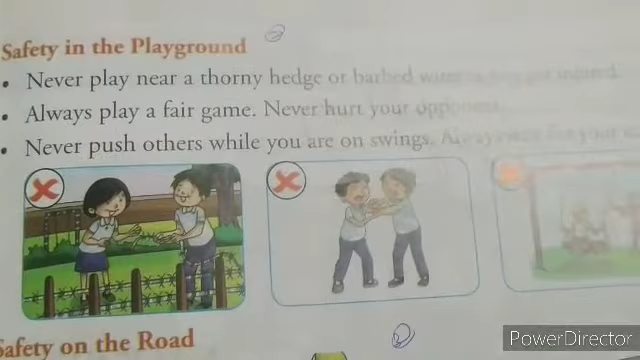 Safety in the Playground
• Never play near a thorny hedge or barbed
• Always play a fair game. Never hurt your opponent.
• Never push others while you are on swings.
Safety on the Road
PowerDirector